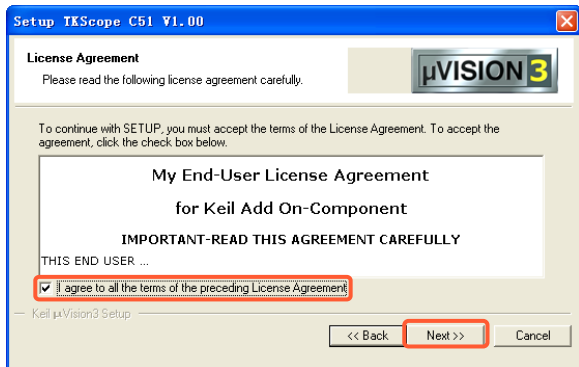 Setup TKScope C51 V1.00
License Agreement
Please read the following license agreement carefully.
µVISION 3
To continue with SETUP, you must accept the terms of the License Agreement. To accept the
agreement, click the check box below.
My End-User License Agreement
for Keil Add On-Component
IMPORTANT-READ THIS AGREEMENT CAREFULLY
THIS END USER ...
I agree to all the terms of the preceding License Agreement
Keil µVision3 Setup
<< Back Next >> Cancel